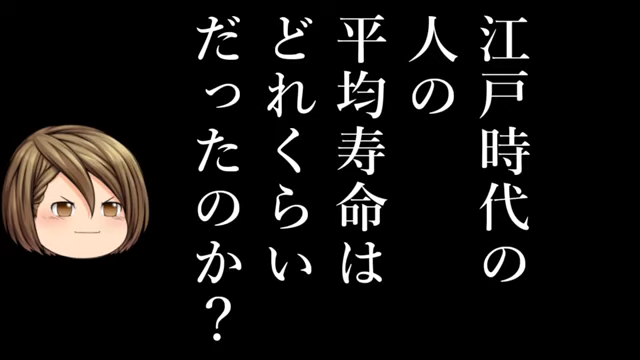 江戸時代の
人の
平均寿命は
どれくらい
だったのか？